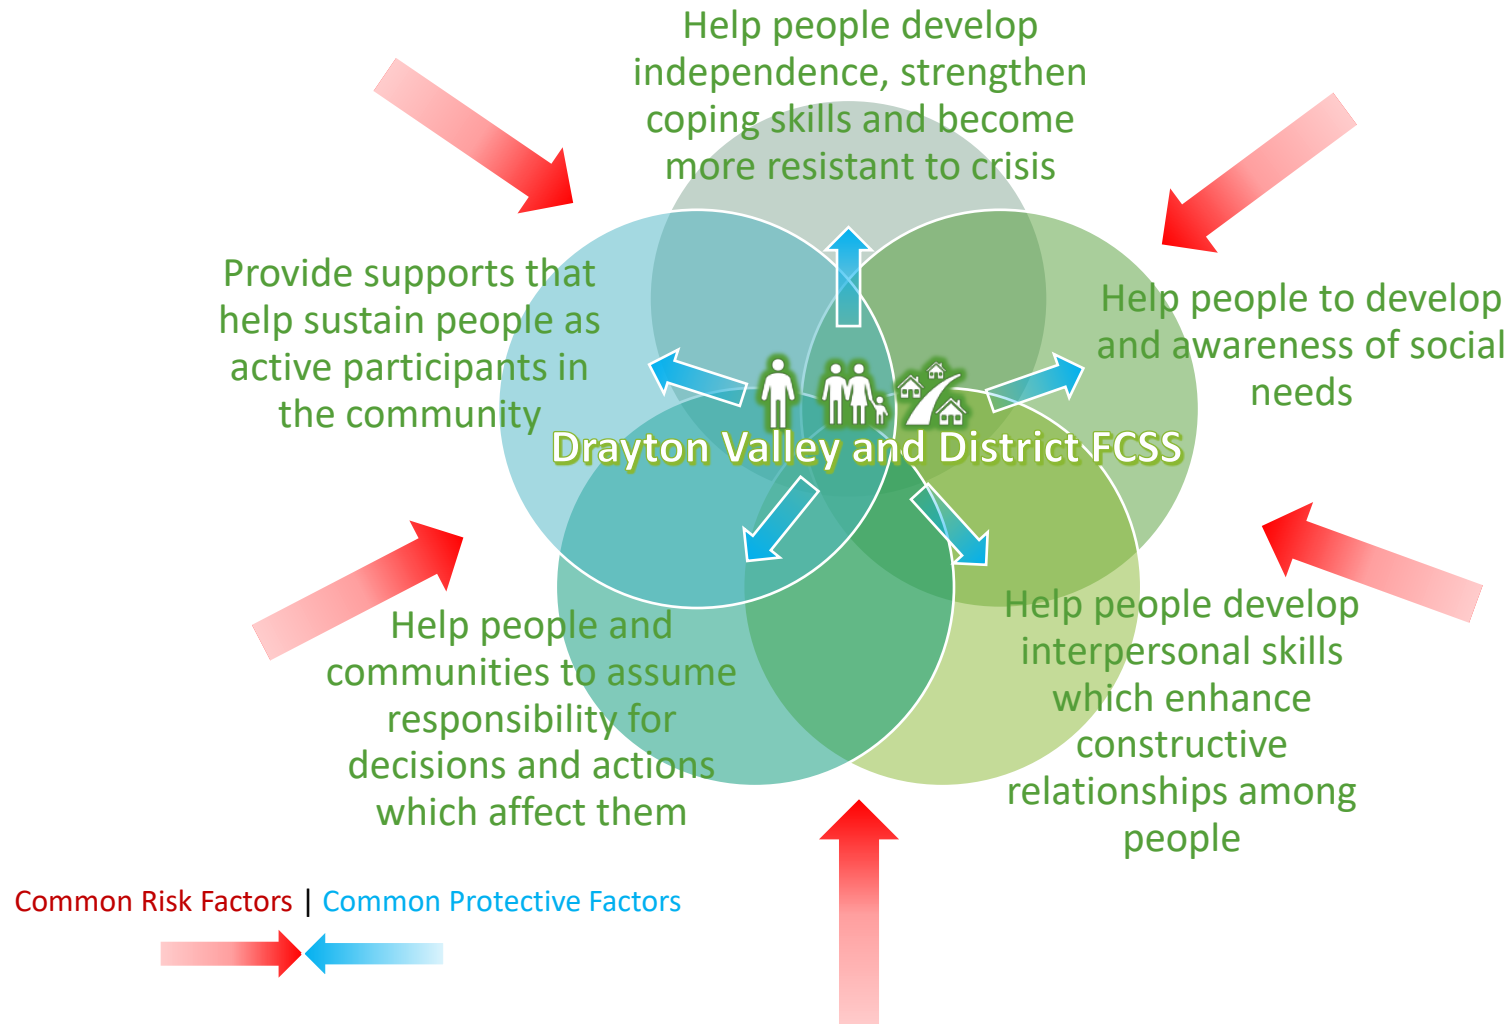 Help people develop
independence, strengthen
coping skills and become
more resistant to crisis
Provide supports that
help sustain people as
active participants in
the community
Help people to develop
and awareness of social
needs
Drayton Valley and District FCSS
Help people and
communities to assume
responsibility for
decisions and actions
which affect them
Help people develop
interpersonal skills
which enhance
constructive
relationships among
people
Common Risk Factors | Common Protective Factors